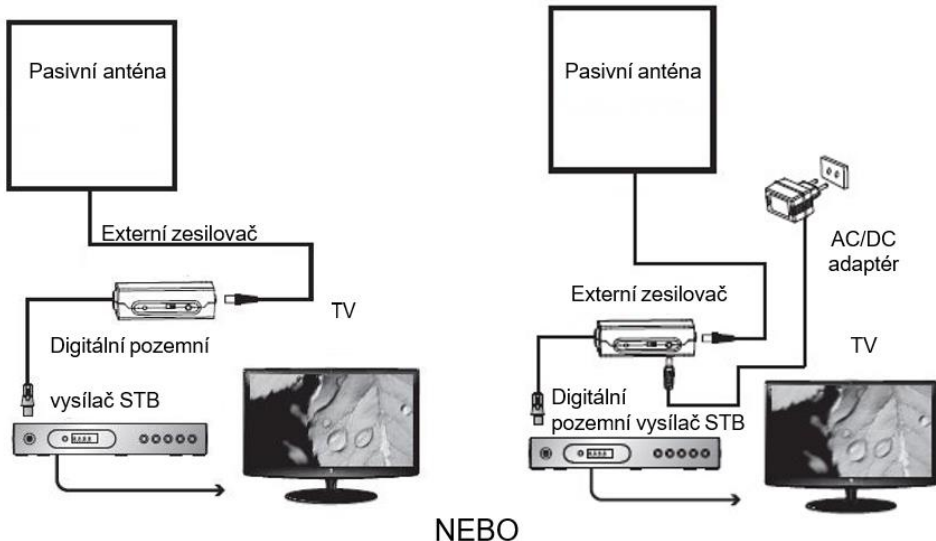 Pasivní anténa
Externí zesilovač
TV
Digitální pozemní
vysílač STB
Pasivní anténa
AC/DC
adaptér
Externí zesilovač
TV
Digitální
pozemní vysílač STB
NEBO